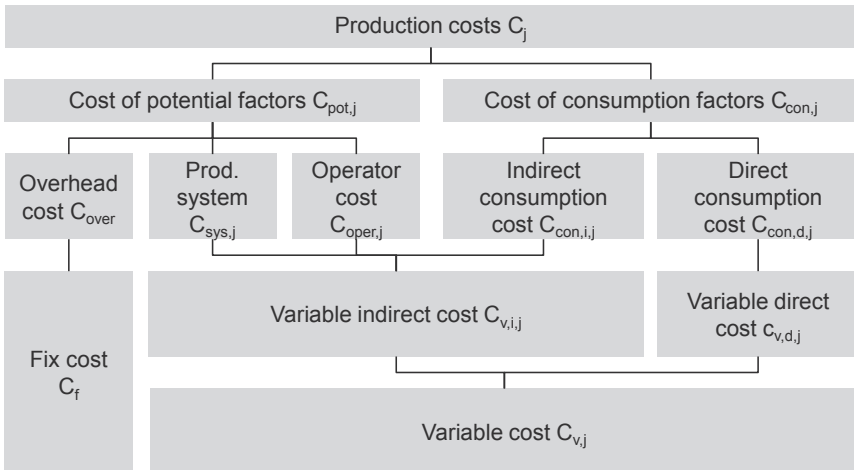 Production costs C_j
Cost of potential factors C_pot,j
Cost of consumption factors C_con,j
Overhead
cost C_over
Prod.
system
C_sys,j
Operator
cost
C_oper,j
Indirect
consumption
cost C_con,i,j
Direct
consumption
cost C_con,d,j
Fix cost
C_f
Variable indirect cost C_v,i,j
Variable direct
cost c_v,d,j
Variable cost C_v,j